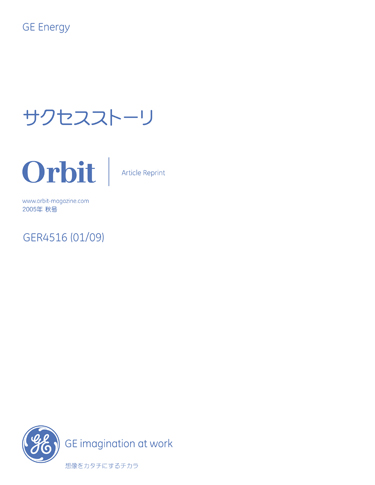 GE Energy
サクセスストーリ
Orbit
Article Reprint
www.orbit-magazine.com
2005年 秋号
GER4516 (01/09)
GE imagination at work
想像をカタチにするチカラ